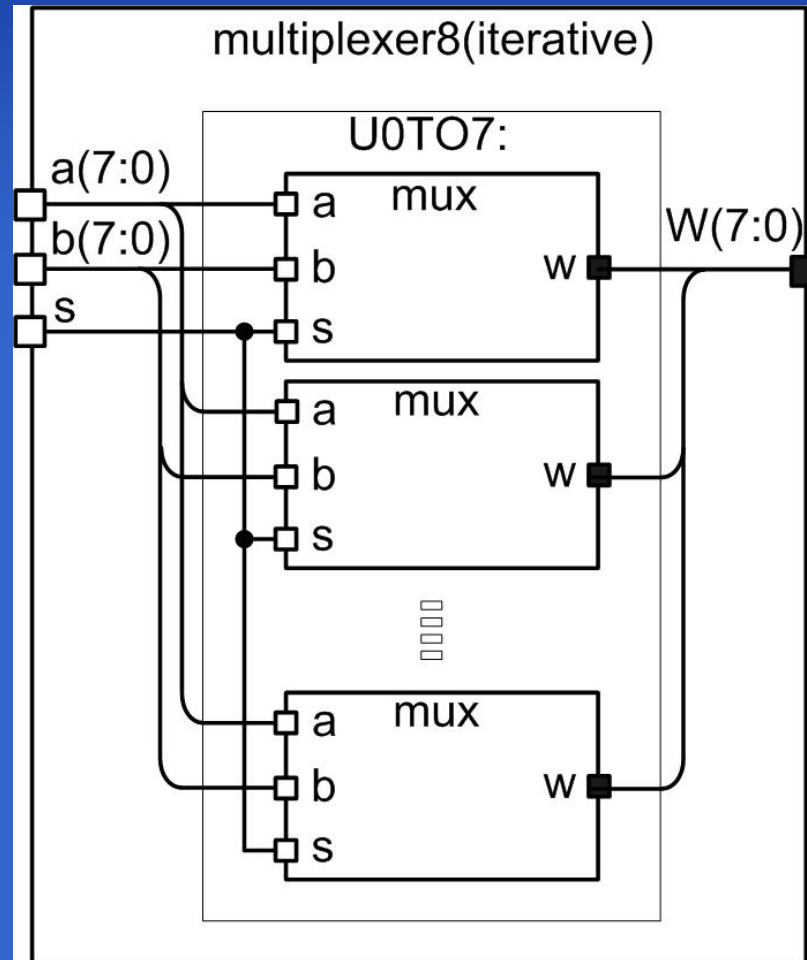 multiplexer8(iterative)
U0TO7:
a(7:0)
b(7:0)
s
W(7:0)
mux
a
b
s
w
mux
a
b
s
w
mux
a
b
s
w